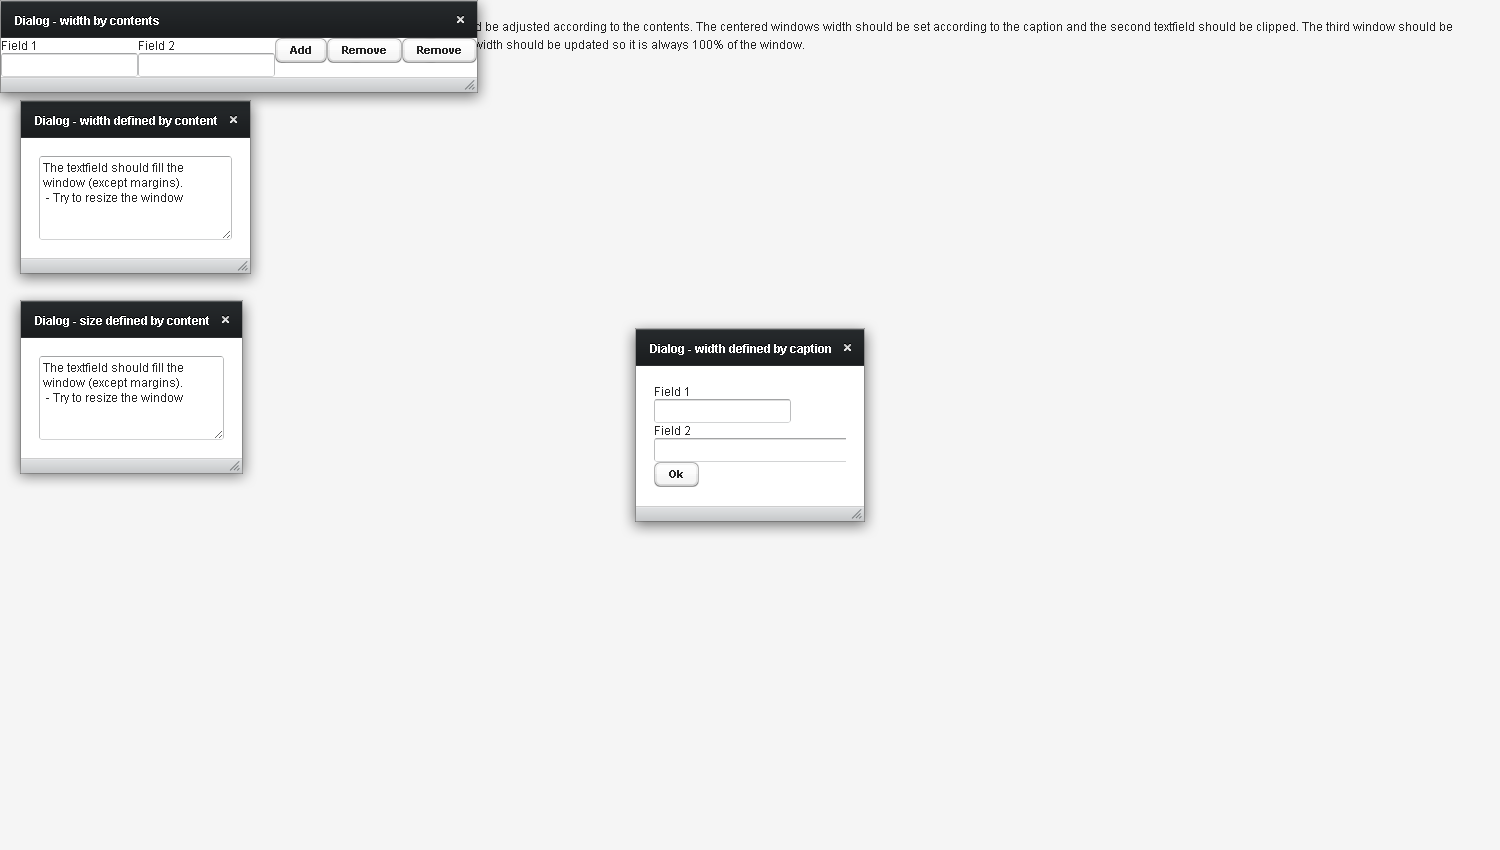 Dialog - width by contents
be adjusted according to the contents. The centered windows width should be set according to the caption and the second textfield should be clipped. The third window should be
width should be updated so it is always 100% of the window.
Field 1 Field 2 Add Remove Remove
Dialog - width defined by content
The textfield should fill the
window (except margins).
- Try to resize the window
Dialog - size defined by content
The textfield should fill the
window (except margins).
- Try to resize the window
Dialog - width defined by caption
Field 1
Field 2
Ok